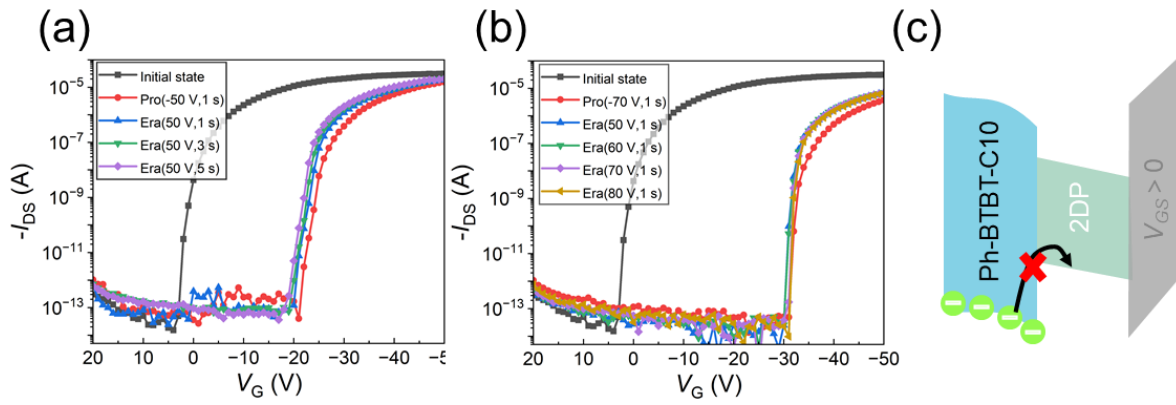 (a)
Initial state
Pro(-50 V,1 s)
Era(50 V,1 s)
Era(50 V,3 s)
Era(50 V,5 s)
10⁻⁵
10⁻⁷
10⁻⁹
10⁻¹¹
10⁻¹³
-I_DS (A)
20 10 0 −10 −20 −30 −40 −5
V_G (V)
(b)
Initial state
Pro(-70 V,1 s)
Era(50 V,1 s)
Era(60 V,1 s)
Era(70 V,1 s)
Era(80 V,1 s)
10⁻⁵
10⁻⁷
10⁻⁹
10⁻¹¹
10⁻¹³
-I_DS (A)
20 10 0 −10 −20 −30 −40 −50
V_G (V)
(c)
Ph-BTBT-C10
2DP
V_GS > 0